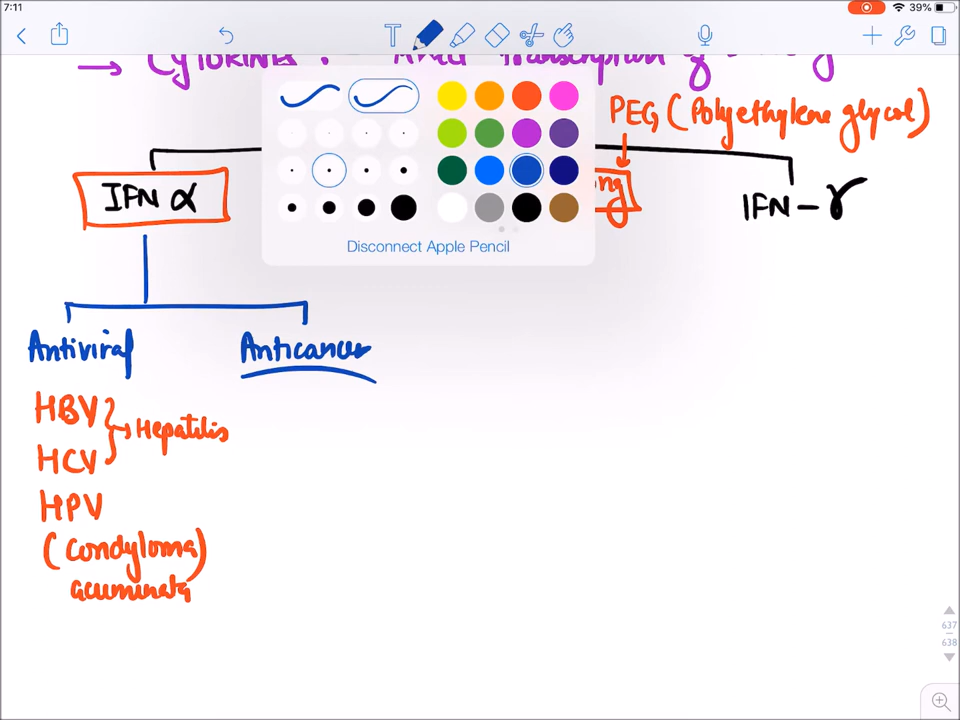 7:11
39%
T
→ Cytokines :
PEG (Polyethylene glycol)
IFN α
ng
IFN - γ
Disconnect Apple Pencil
Antiviral
Anticancer
HBV
HCV
} → Hepatitis
HPV
(Condyloma)
acuminata
637
638